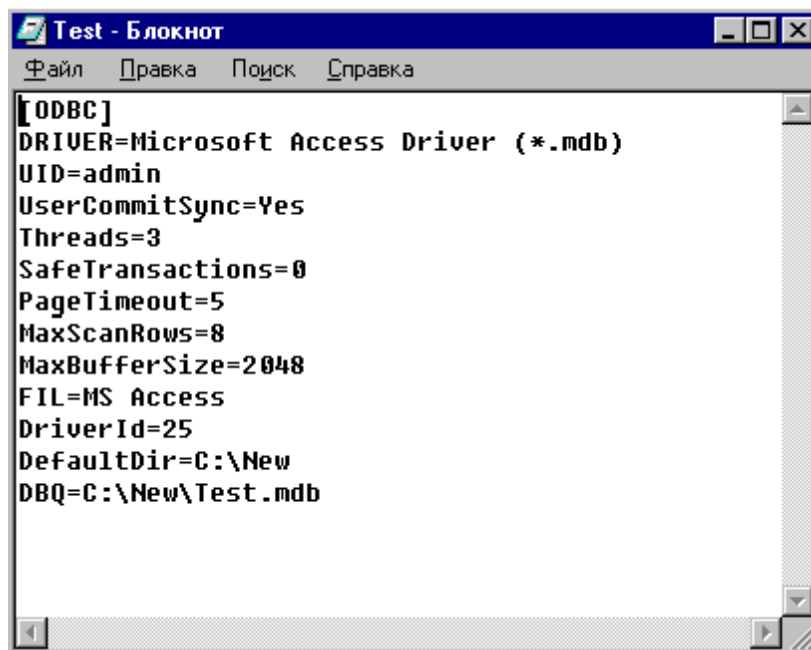 Test - Блокнот
Файл Правка Поиск Справка
[ODBC]
DRIVER=Microsoft Access Driver (*.mdb)
UID=admin
UserCommitSync=Yes
Threads=3
SafeTransactions=0
PageTimeout=5
MaxScanRows=8
MaxBufferSize=2048
FIL=MS Access
DriverId=25
DefaultDir=C:\New
DBQ=C:\New\Test.mdb